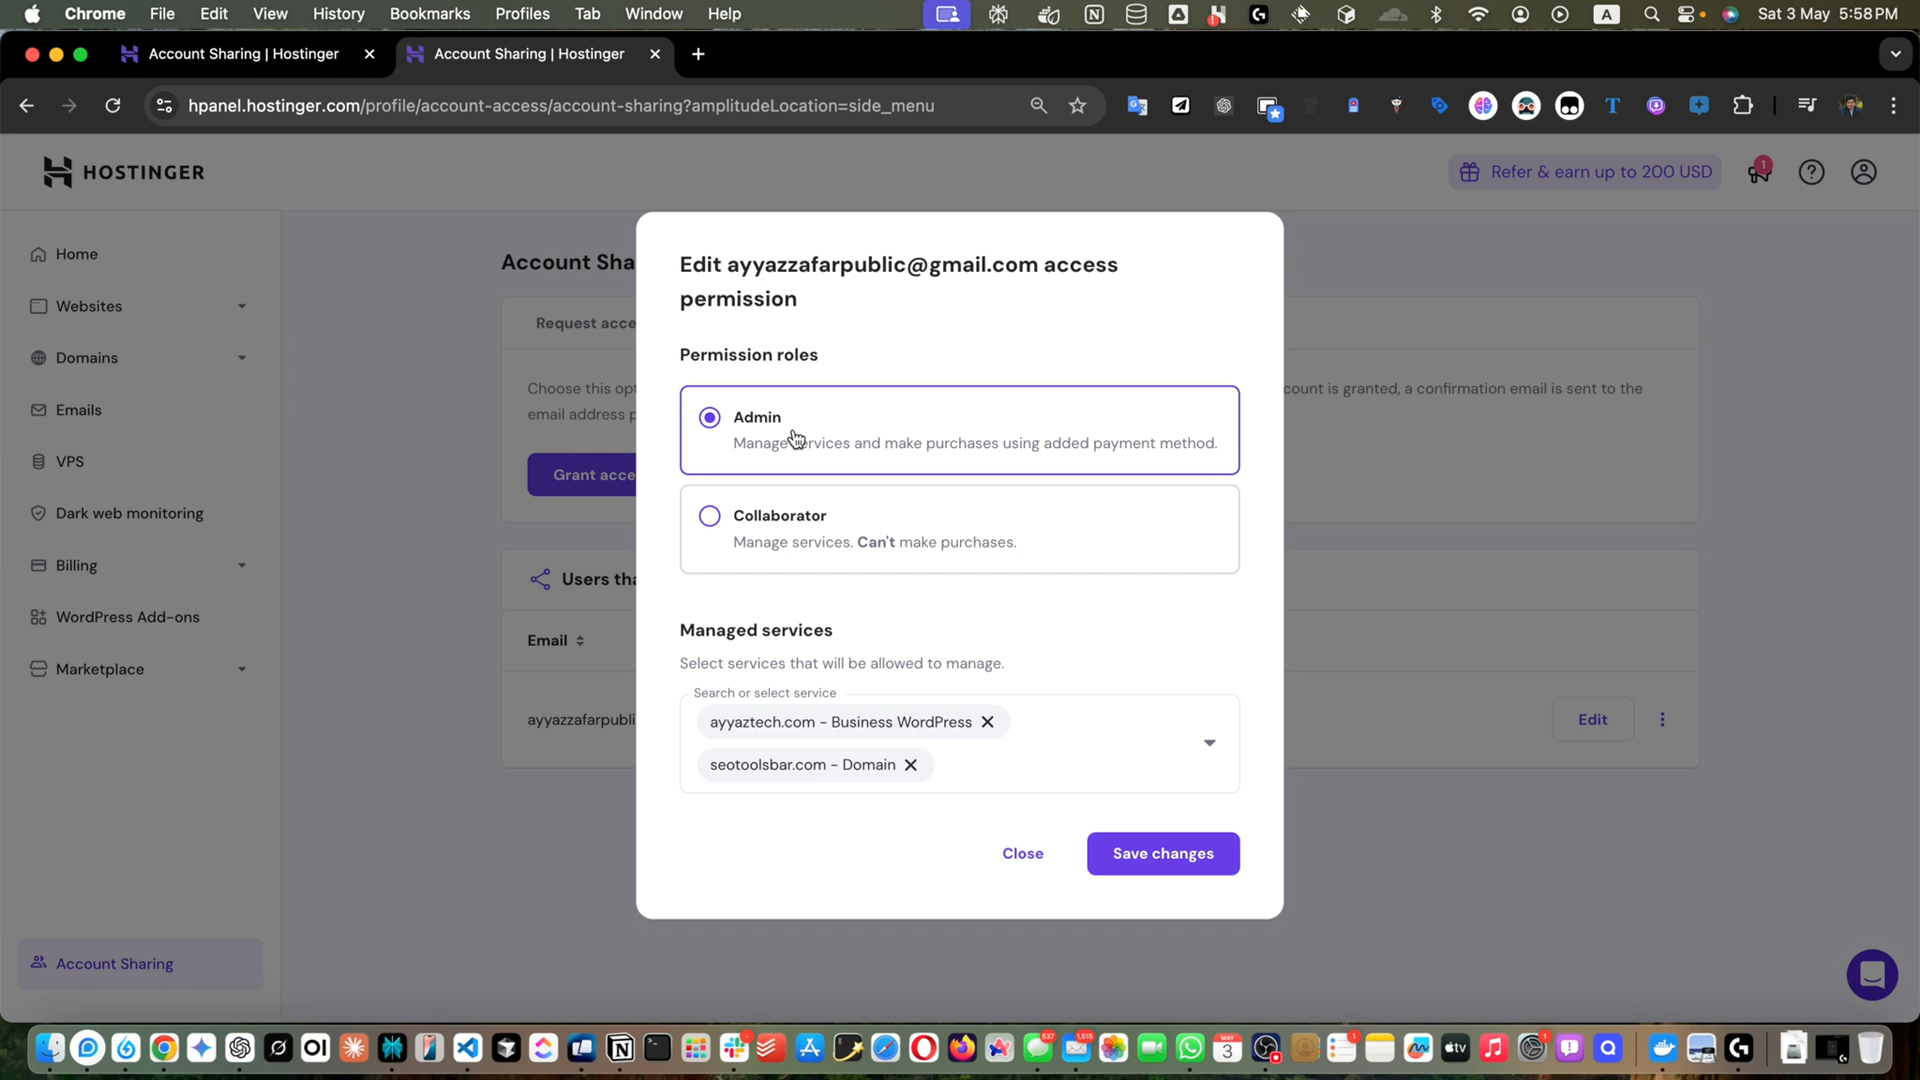 Chrome File Edit View History Bookmarks Profiles Tab Window Help
Sat 3 May 5:58 PM
Account Sharing | Hostinger
Account Sharing | Hostinger
hpanel.hostinger.com/profile/account-access/account-sharing?amplitudeLocation=side_menu
HOSTINGER
Refer & earn up to 200 USD
1
Home
Websites
Domains
Emails
VPS
Dark web monitoring
Billing
WordPress Add-ons
Marketplace
Account Sharing
Account Sha
Request acce
Choose this opt
count is granted, a confirmation email is sent to the
email address p
Grant acce
Users tha
Email
ayyazzafarpubli
Edit
Edit ayyazzafarpublic@gmail.com access
permission
Permission roles
Admin
Manage services and make purchases using added payment method.
Collaborator
Manage services. Can't make purchases.
Managed services
Select services that will be allowed to manage.
Search or select service
ayyaztech.com - Business WordPress
seotoolsbar.com - Domain
Close
Save changes